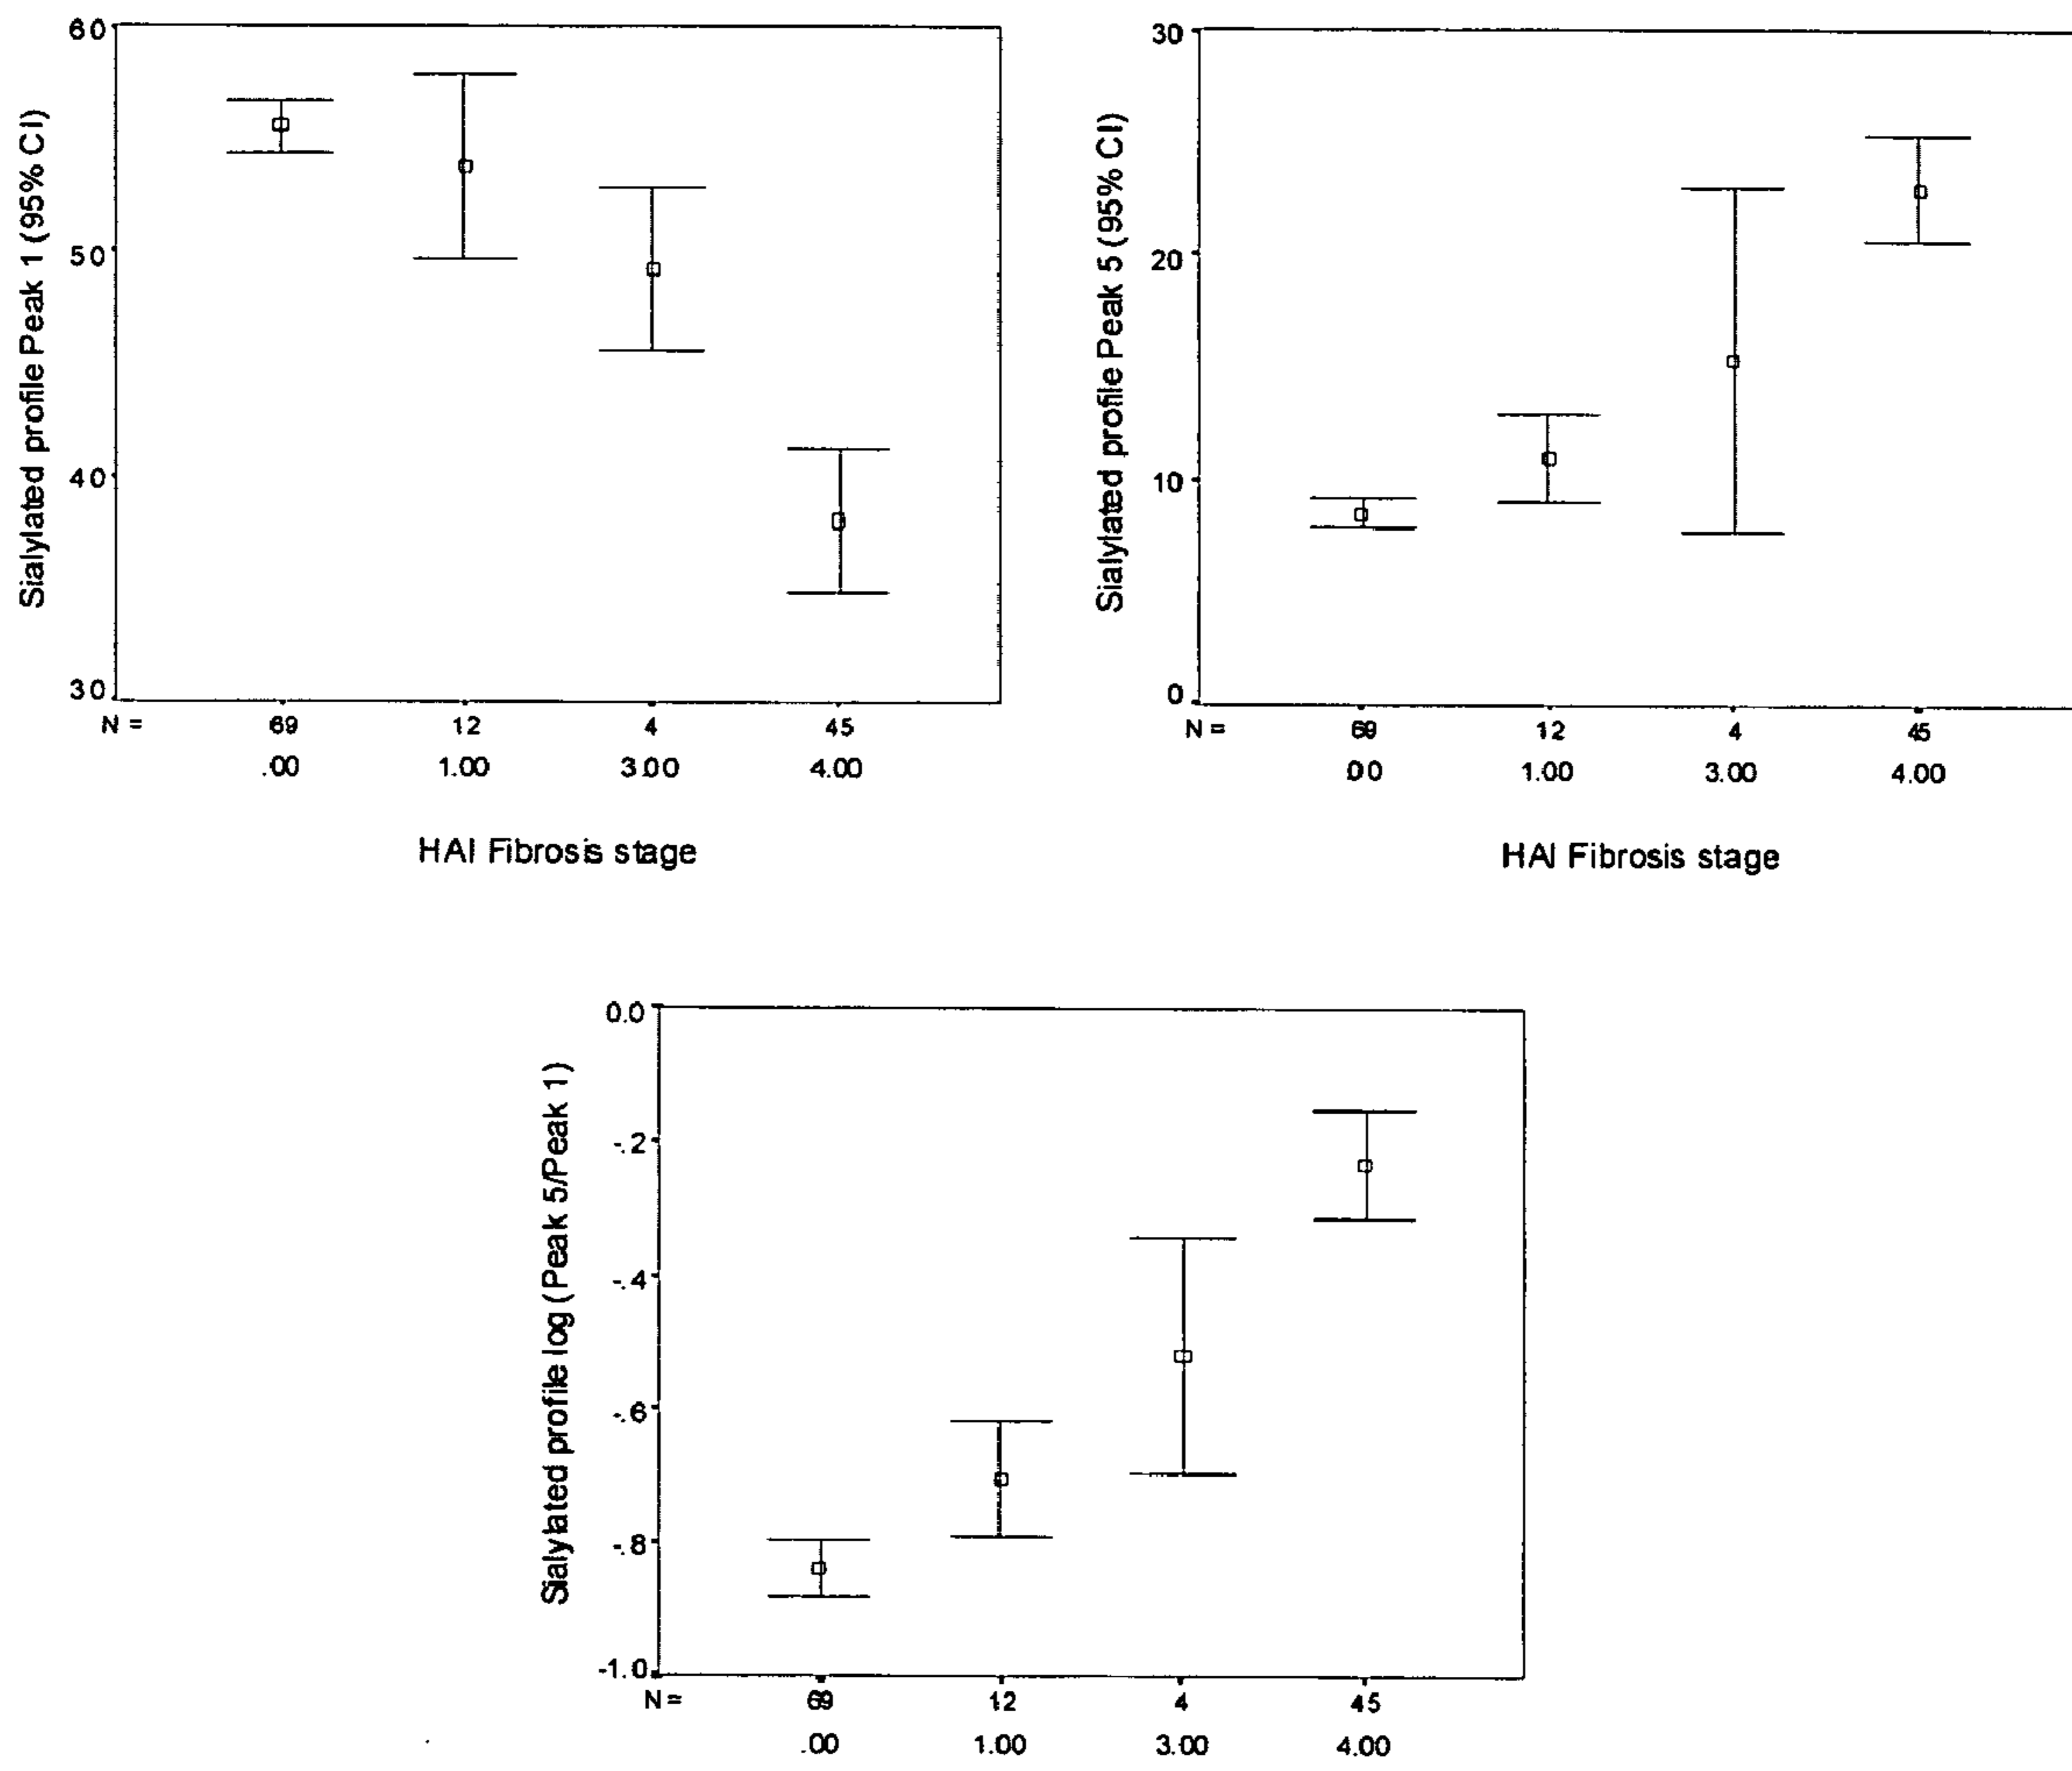 Sialylated profile Peak 1 (95% CI)
60
50
40
30
N = 69 12 4 45
.00 1.00 3.00 4.00
HAI Fibrosis stage
Sialylated profile Peak 5 (95% CI)
30
20
10
0
N = 69 12 4 45
.00 1.00 3.00 4.00
HAI Fibrosis stage
Sialylated profile log (Peak 5/Peak 1)
0.0
-.2
-.4
-.6
-.8
-1.0
N = 69 12 4 45
.00 1.00 3.00 4.00